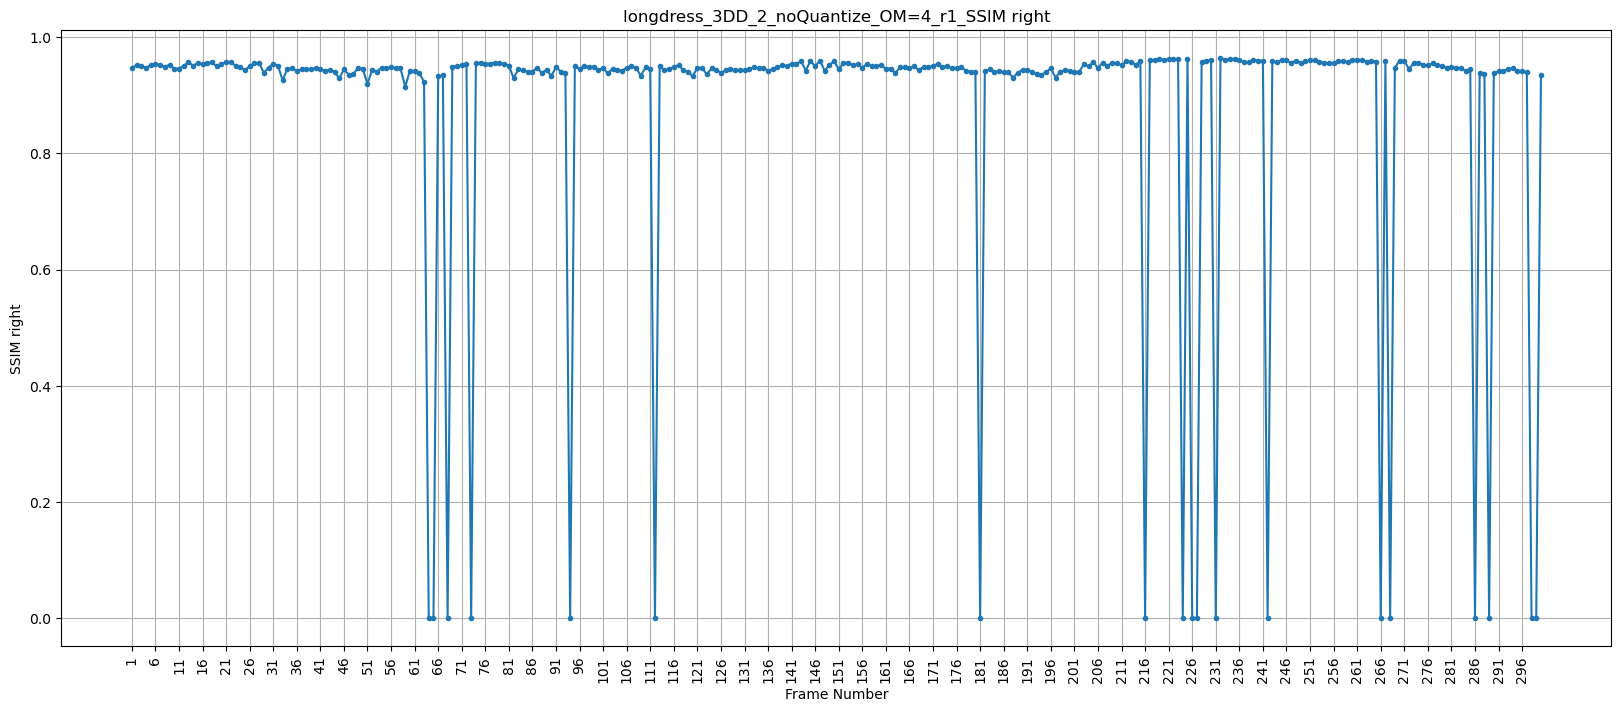 longdress_3DD_2_noQuantize_OM=4_r1_SSIM right
1.0
0.8
0.6
0.4
0.2
0.0
SSIM right
1 6 11 16 21 26 31 36 41 46 51 56 61 66 71 76 81 86 91 96 101 106 111 116 121 126 131 136 141 146 151 156 161 166 171 176 181 186 191 196 201 206 211 216 221 226 231 236 241 246 251 256 261 266 271 276 281 286 291 296
Frame Number